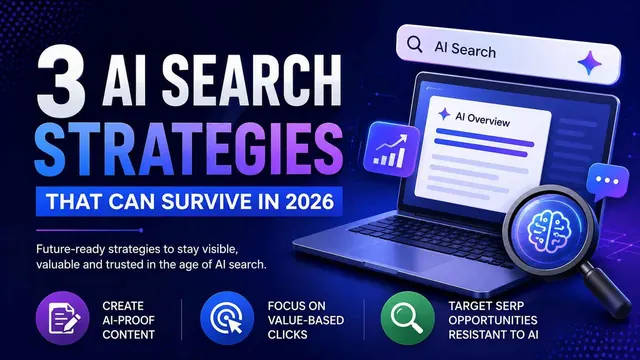 3 AI SEARCH
STRATEGIES
THAT CAN SURVIVE IN 2026
Future-ready strategies to stay visible,
valuable and trusted in the age of AI search.
AI Search
AI Overview
CREATE
AI-PROOF
CONTENT
FOCUS ON
VALUE-BASED
CLICKS
TARGET SERP
OPPORTUNITIES
RESISTANT TO AI